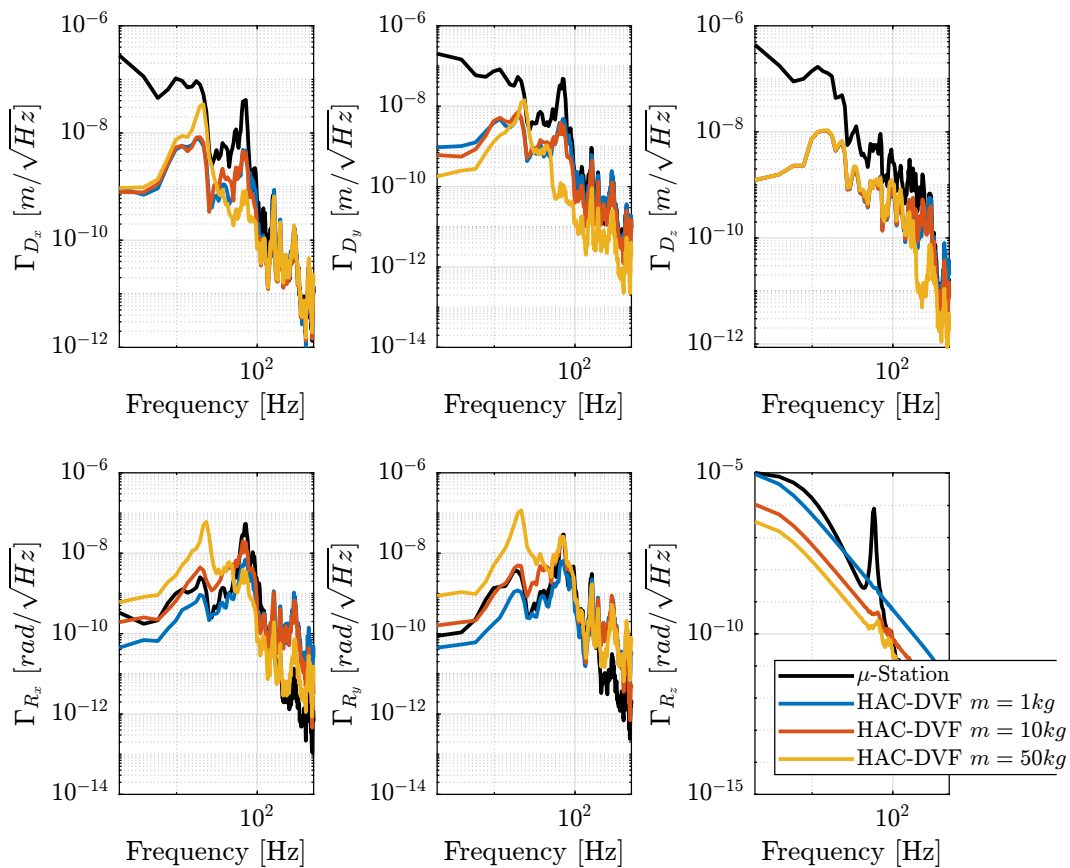 10^-6
10^-8
10^-10
10^-12
Γ_{D_x} [m/√Hz]
10^2
Frequency [Hz]
10^-6
10^-8
10^-10
10^-12
10^-14
Γ_{D_y} [m/√Hz]
10^2
Frequency [Hz]
10^-6
10^-8
10^-10
10^-12
Γ_{D_z} [m/√Hz]
10^2
Frequency [Hz]
10^-6
10^-8
10^-10
10^-12
10^-14
Γ_{R_x} [rad/√Hz]
10^2
Frequency [Hz]
10^-6
10^-8
10^-10
10^-12
10^-14
Γ_{R_y} [rad/√Hz]
10^2
Frequency [Hz]
10^-5
10^-10
10^-15
Γ_{R_z} [rad/√Hz]
10^2
Frequency [Hz]
μ-Station
HAC-DVF m = 1kg
HAC-DVF m = 10kg
HAC-DVF m = 50kg